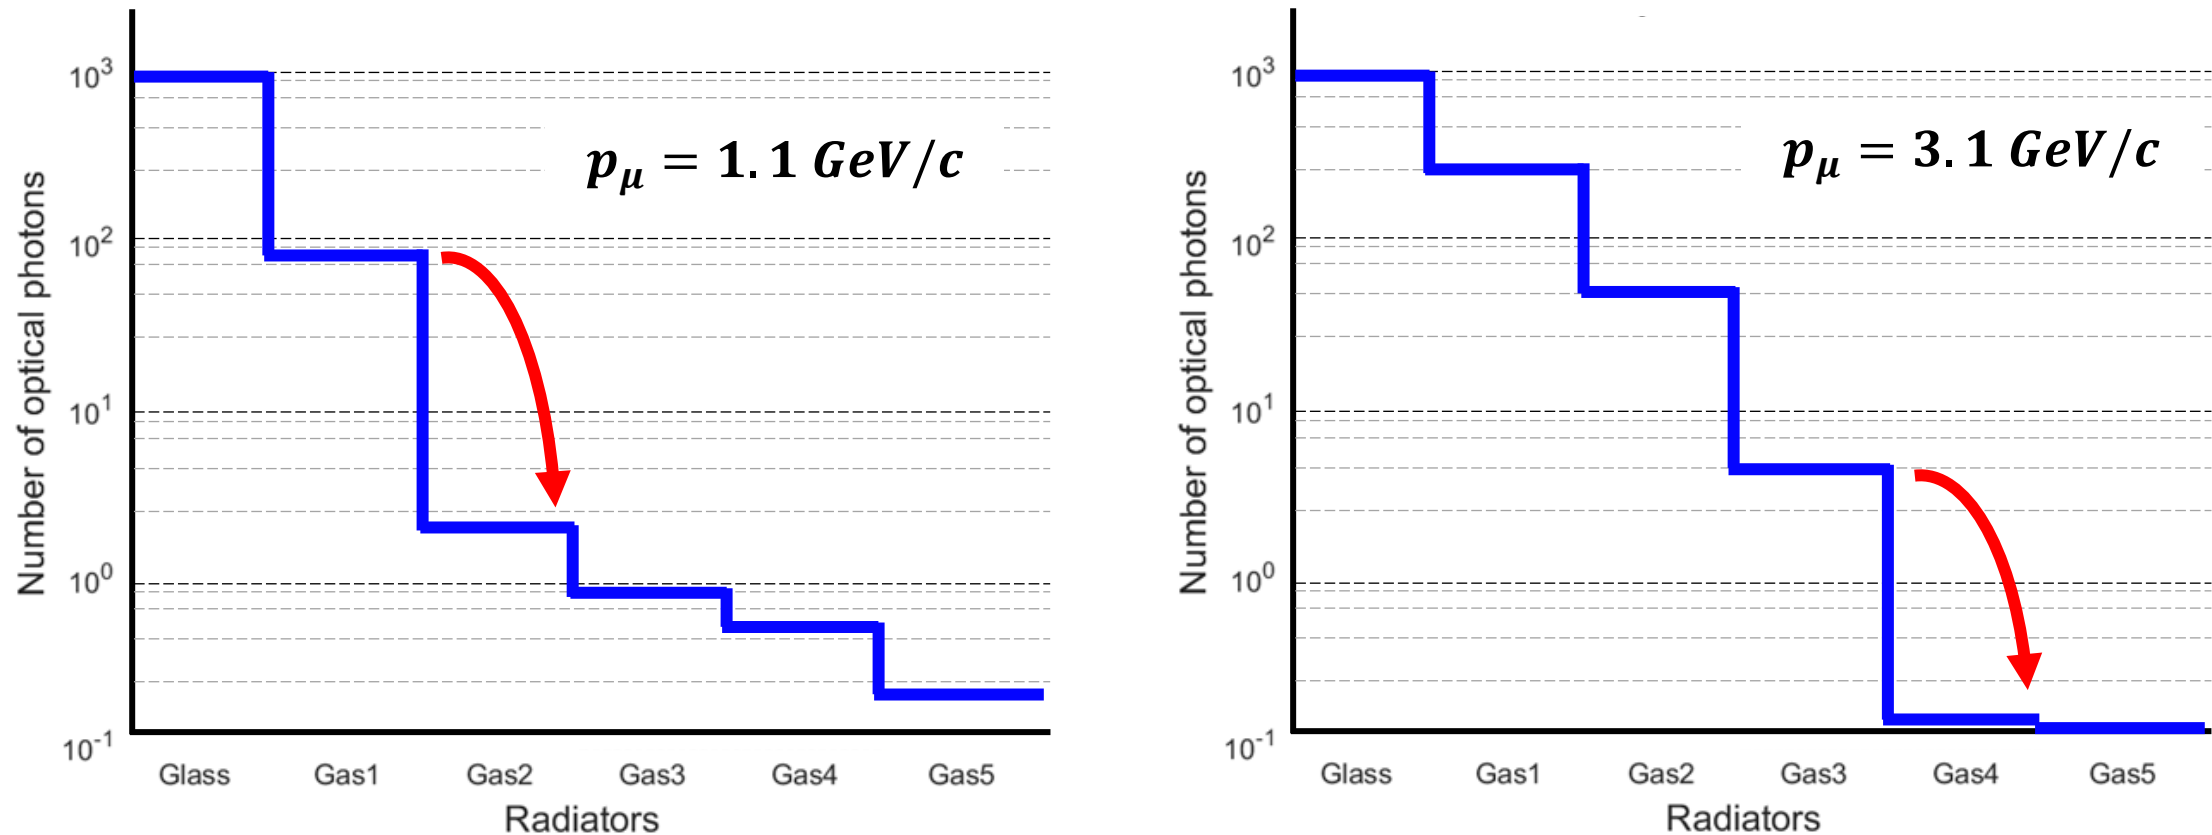 Number of optical photons
10³
10²
10¹
10⁰
10⁻¹
p_μ = 1.1 GeV/c
Glass Gas1 Gas2 Gas3 Gas4 Gas5
Radiators
Number of optical photons
10³
10²
10¹
10⁰
10⁻¹
p_μ = 3.1 GeV/c
Glass Gas1 Gas2 Gas3 Gas4 Gas5
Radiators